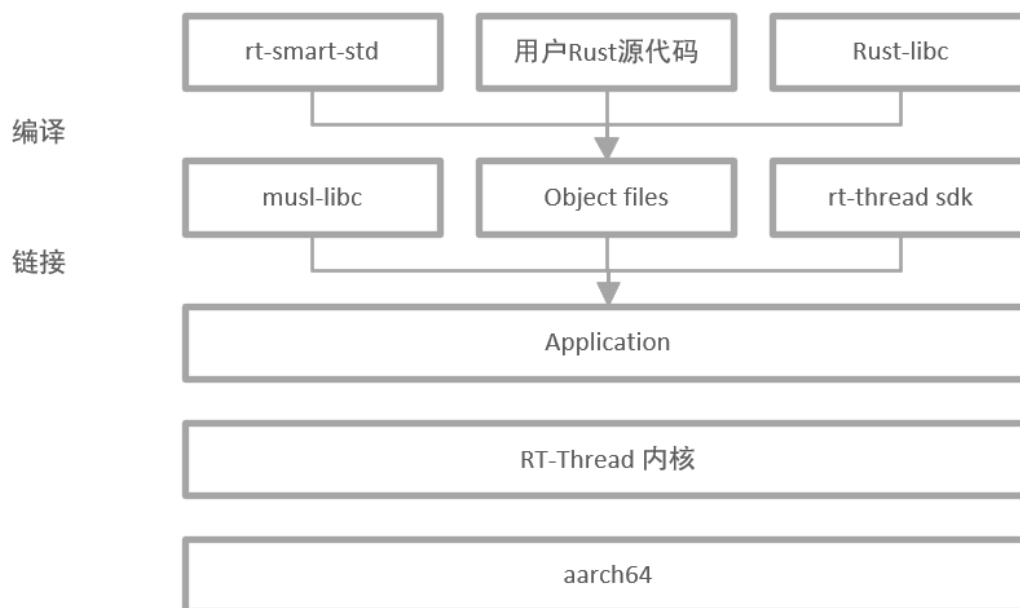 rt-smart-std
用户Rust源代码
Rust-libc
编译
musl-libc
Object files
rt-thread sdk
链接
Application
RT-Thread 内核
aarch64